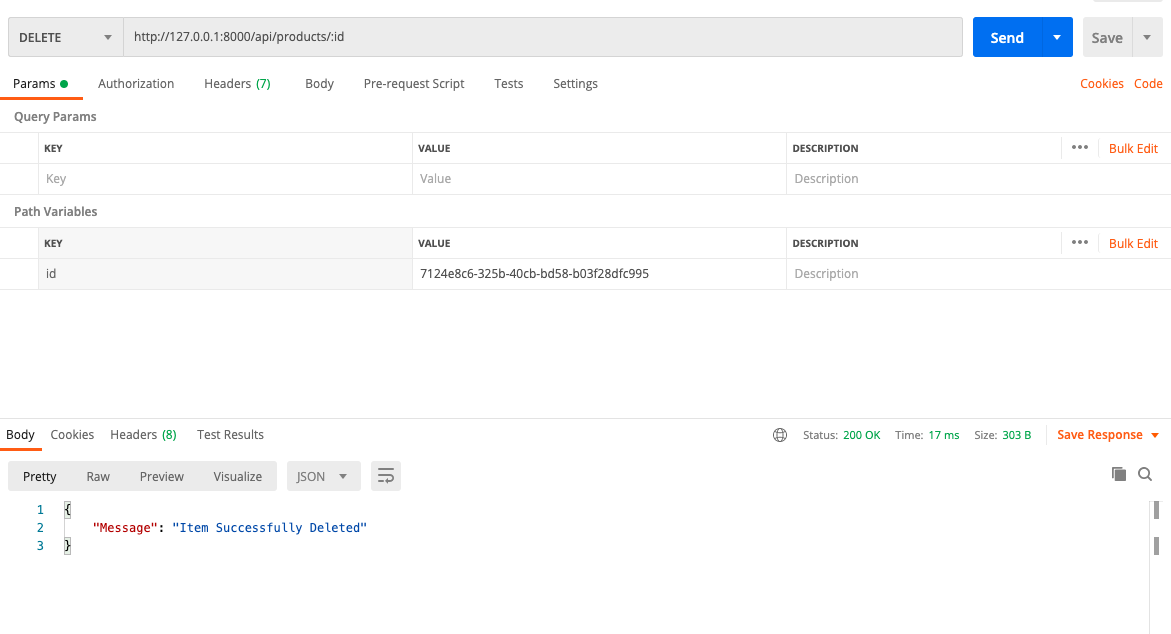 DELETE http://127.0.0.1:8000/api/products/:id Send Save
Params Authorization Headers (7) Body Pre-request Script Tests Settings Cookies Code
Query Params
KEY VALUE DESCRIPTION ••• Bulk Edit
Key Value Description
Path Variables
KEY VALUE DESCRIPTION ••• Bulk Edit
id 7124e8c6-325b-40cb-bd58-b03f28dfc995 Description
Body Cookies Headers (8) Test Results Status: 200 OK Time: 17 ms Size: 303 B Save Response
Pretty Raw Preview Visualize JSON
1 {
2 "Message": "Item Successfully Deleted"
3 }